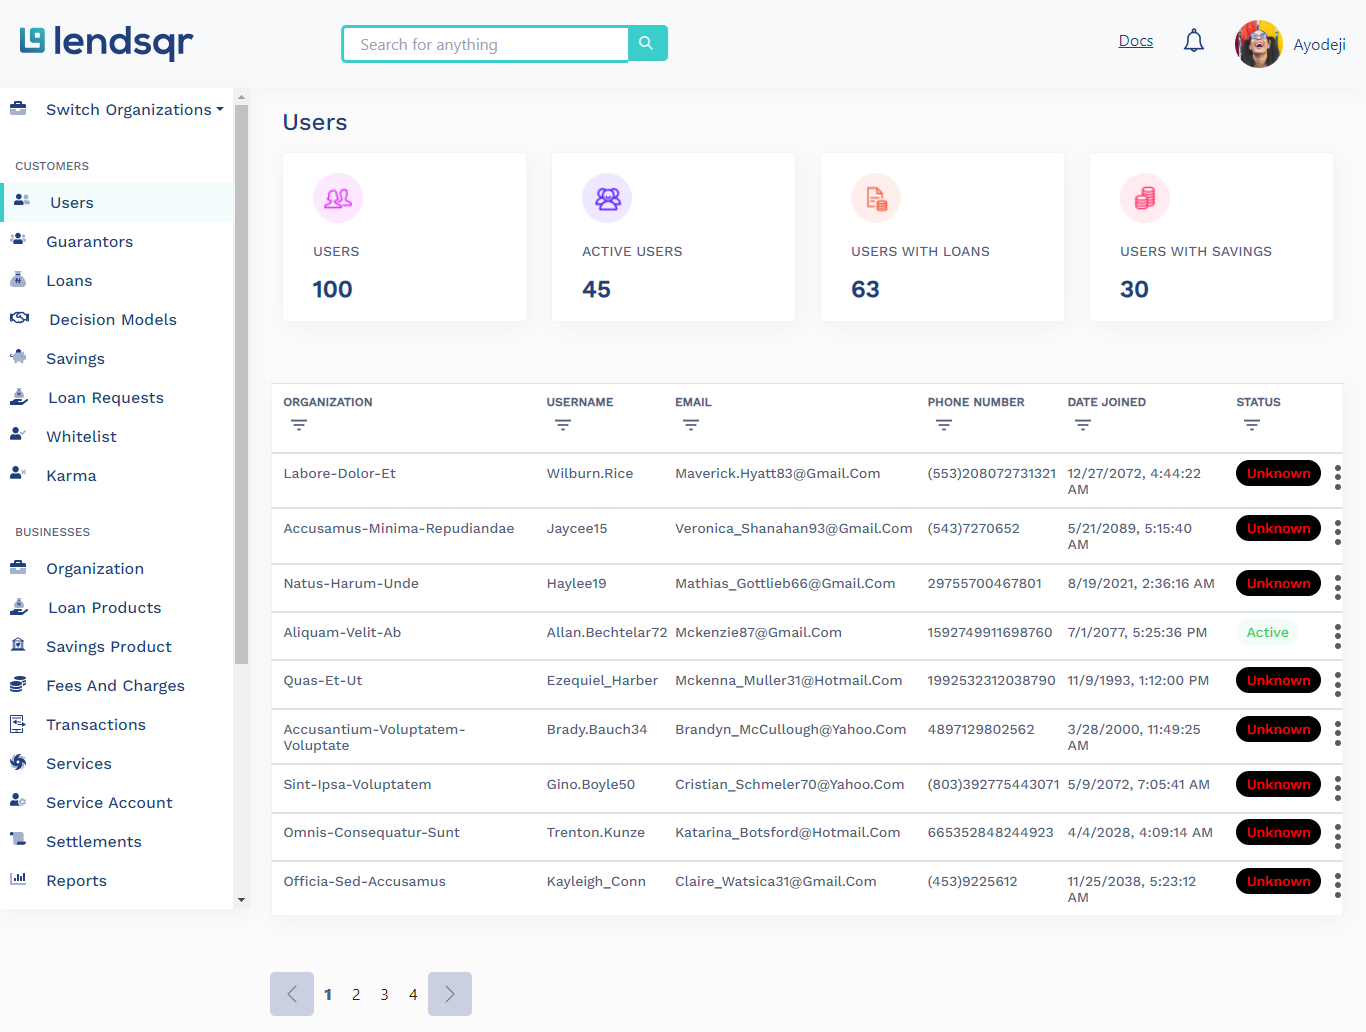 lendsqr
Search for anything
Docs
Ayodeji
Switch Organizations
CUSTOMERS
Users
Guarantors
Loans
Decision Models
Savings
Loan Requests
Whitelist
Karma
BUSINESSES
Organization
Loan Products
Savings Product
Fees And Charges
Transactions
Services
Service Account
Settlements
Reports
Users
USERS
100
ACTIVE USERS
45
USERS WITH LOANS
63
USERS WITH SAVINGS
30
ORGANIZATION USERNAME EMAIL PHONE NUMBER DATE JOINED STATUS
Labore-Dolor-Et Wilburn.Rice Maverick.Hyatt83@Gmail.Com (553)208072731321 12/27/2072, 4:44:22 Unknown
AM
Accusamus-Minima-Repudiandae Jaycee15 Veronica_Shanahan93@Gmail.Com (543)7270652 5/21/2089, 5:15:40 Unknown
AM
Natus-Harum-Unde Haylee19 Mathias_Gottlieb66@Gmail.Com 29755700467801 8/19/2021, 2:36:16 AM Unknown
Aliquam-Velit-Ab Allan.Bechtelar72 Mckenzie87@Gmail.Com 1592749911698760 7/1/2077, 5:25:36 PM Active
Quas-Et-Ut Ezequiel_Harber Mckenna_Muller31@Hotmail.Com 1992532312038790 11/9/1993, 1:12:00 PM Unknown
Accusantium-Voluptatem- Brady.Bauch34 Brandyn_McCullough@Yahoo.Com 4897129802562 3/28/2000, 11:49:25 Unknown
Voluptate AM
Sint-Ipsa-Voluptatem Gino.Boyle50 Cristian_Schmeler70@Yahoo.Com (803)392775443071 5/9/2072, 7:05:41 AM Unknown
Omnis-Consequatur-Sunt Trenton.Kunze Katarina_Botsford@Hotmail.Com 665352848244923 4/4/2028, 4:09:14 AM Unknown
Officia-Sed-Accusamus Kayleigh_Conn Claire_Watsica31@Gmail.Com (453)9225612 11/25/2038, 5:23:12 Unknown
AM
1 2 3 4